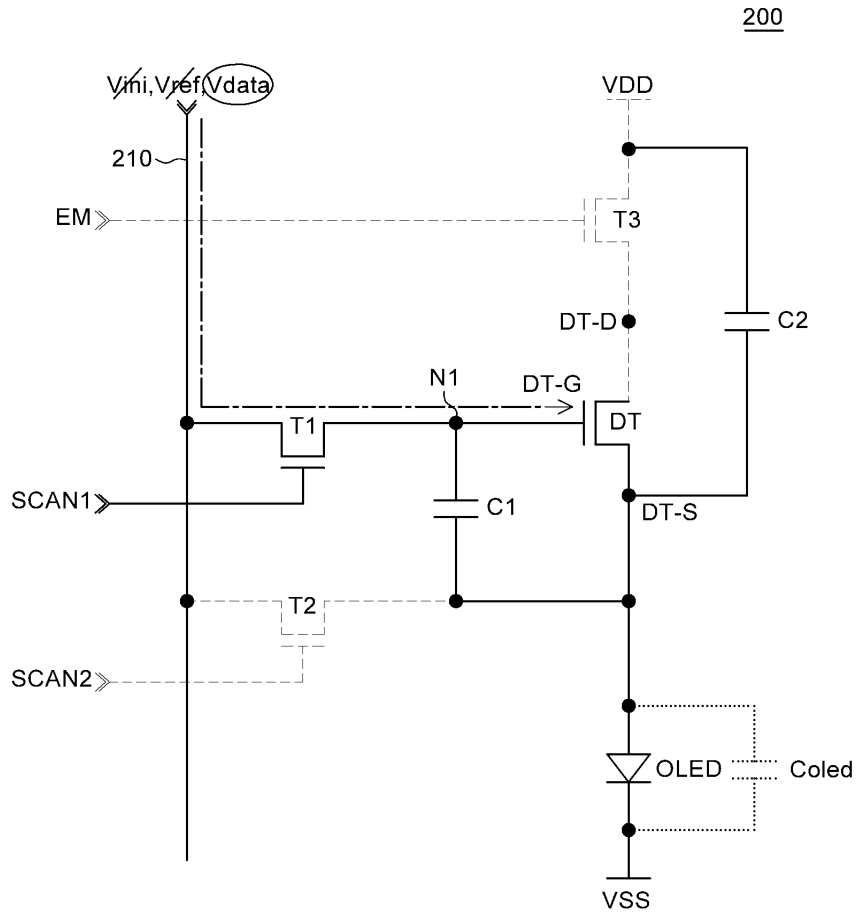 200
Vini,Vref,Vdata
VDD
210
EM
T3
DT-D
C2
N1
DT-G
T1
DT
SCAN1
C1
DT-S
T2
SCAN2
OLED
Coled
VSS